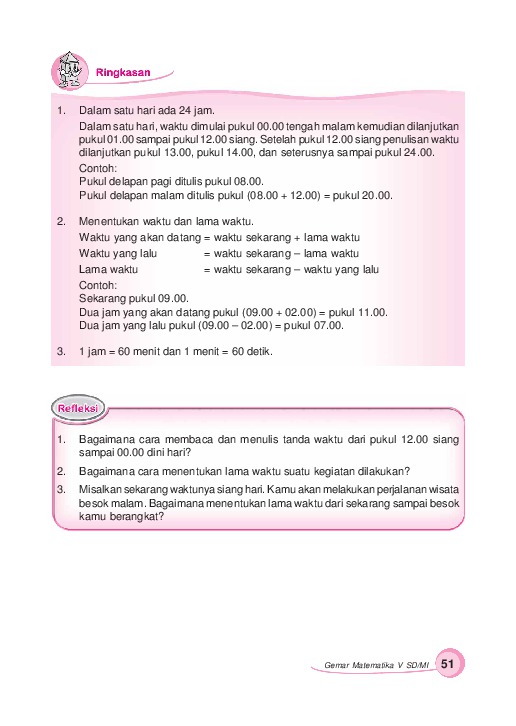 Ringkasan
1. Dalam satu hari ada 24 jam.
Dalam satu hari, waktu dimulai pukul 00.00 tengah malam kemudian dilanjutkan
pukul 01.00 sampai pukul 12.00 siang. Setelah pukul 12.00 siang penulisan waktu
dilanjutkan pukul 13.00, pukul 14.00, dan seterusnya sampai pukul 24.00.
Contoh:
Pukul delapan pagi ditulis pukul 08.00.
Pukul delapan malam ditulis pukul (08.00 + 12.00) = pukul 20.00.
2. Menentukan waktu dan lama waktu.
Waktu yang akan datang = waktu sekarang + lama waktu
Waktu yang lalu = waktu sekarang – lama waktu
Lama waktu = waktu sekarang – waktu yang lalu
Contoh:
Sekarang pukul 09.00.
Dua jam yang akan datang pukul (09.00 + 02.00) = pukul 11.00.
Dua jam yang lalu pukul (09.00 – 02.00) = pukul 07.00.
3. 1 jam = 60 menit dan 1 menit = 60 detik.
Refleksi
1. Bagaimana cara membaca dan menulis tanda waktu dari pukul 12.00 siang
sampai 00.00 dini hari?
2. Bagaimana cara menentukan lama waktu suatu kegiatan dilakukan?
3. Misalkan sekarang waktunya siang hari. Kamu akan melakukan perjalanan wisata
besok malam. Bagaimana menentukan lama waktu dari sekarang sampai besok
kamu berangkat?
Gemar Matematika V SD/MI 51